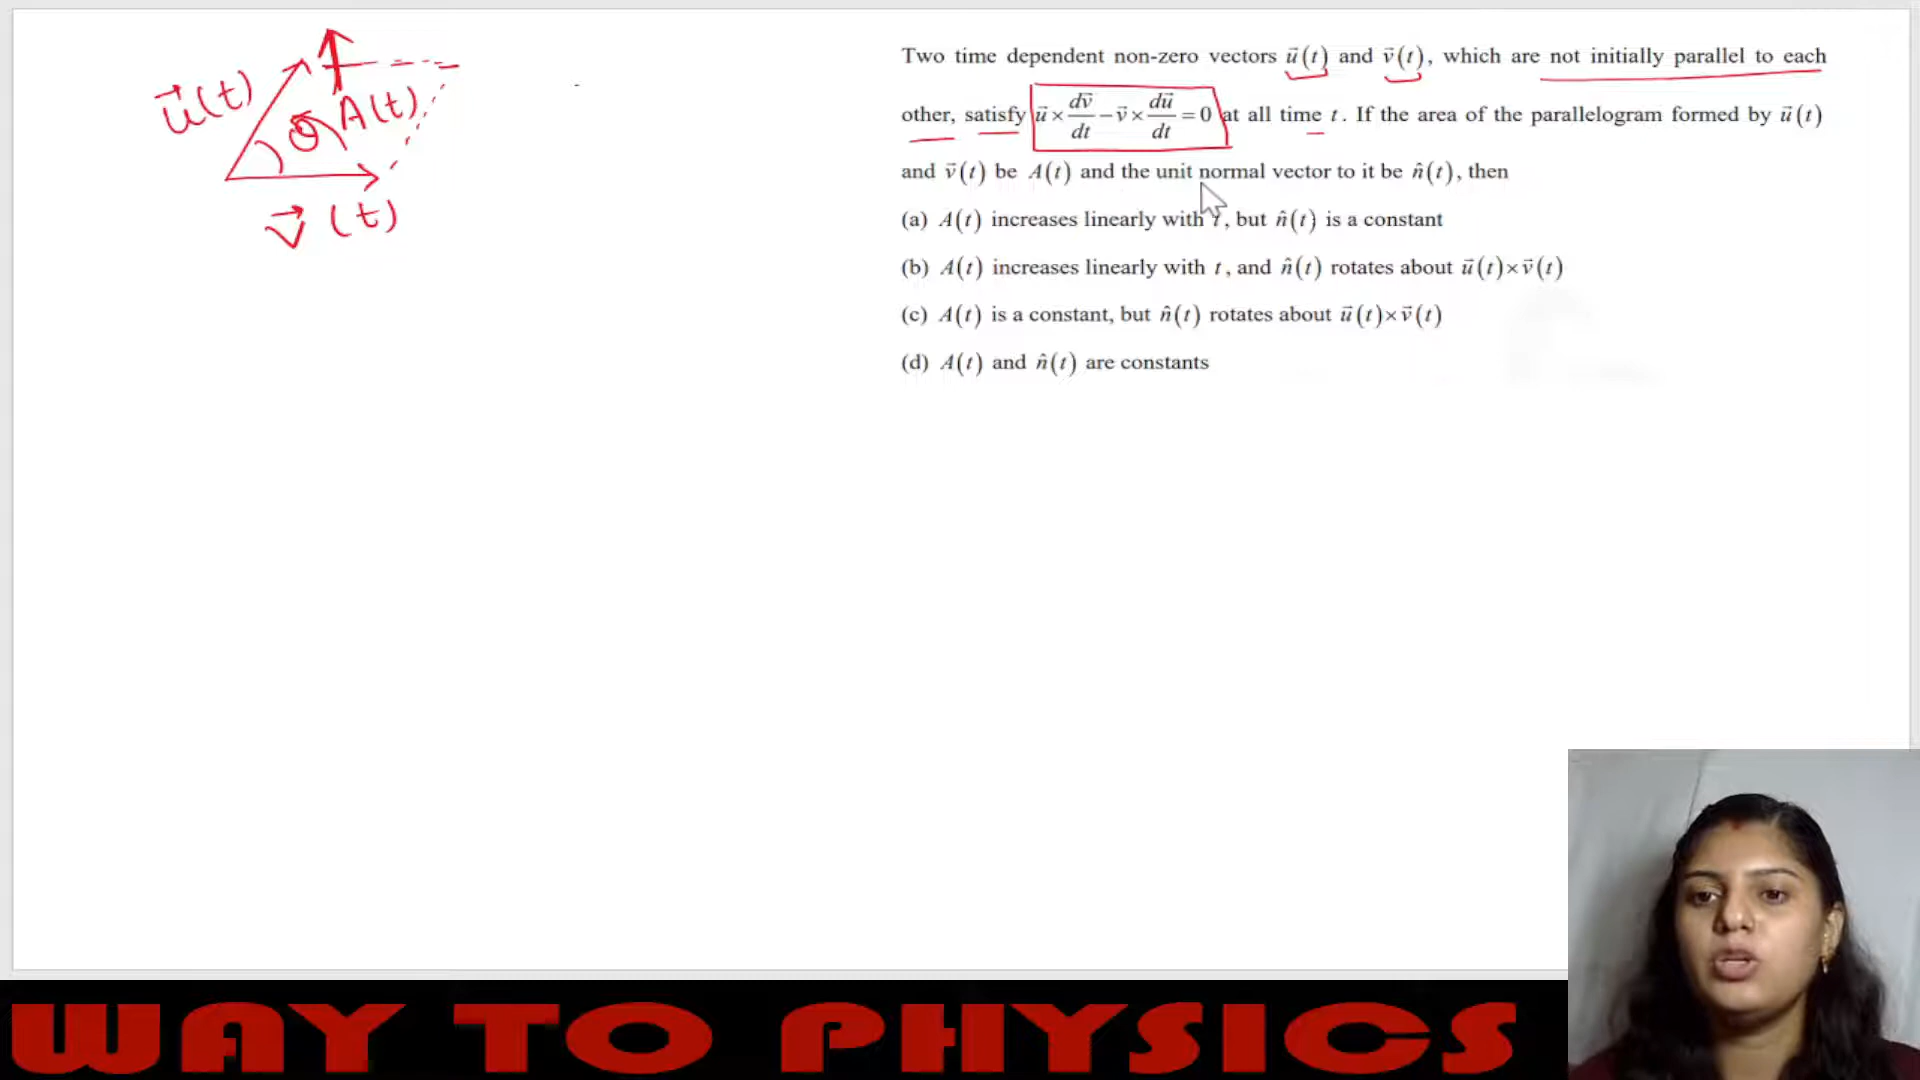 u⃗(t)
A(t)
θ
v⃗ (t)
Two time dependent non-zero vectors u⃗(t) and v⃗(t), which are not initially parallel to each
other, satisfy u⃗ × dv⃗/dt − v⃗ × du⃗/dt = 0 at all time t. If the area of the parallelogram formed by u⃗(t)
and v⃗(t) be A(t) and the unit normal vector to it be n̂(t), then
(a) A(t) increases linearly with t, but n̂(t) is a constant
(b) A(t) increases linearly with t, and n̂(t) rotates about u⃗(t)×v⃗(t)
(c) A(t) is a constant, but n̂(t) rotates about u⃗(t)×v⃗(t)
(d) A(t) and n̂(t) are constants
WAY TO PHYSICS